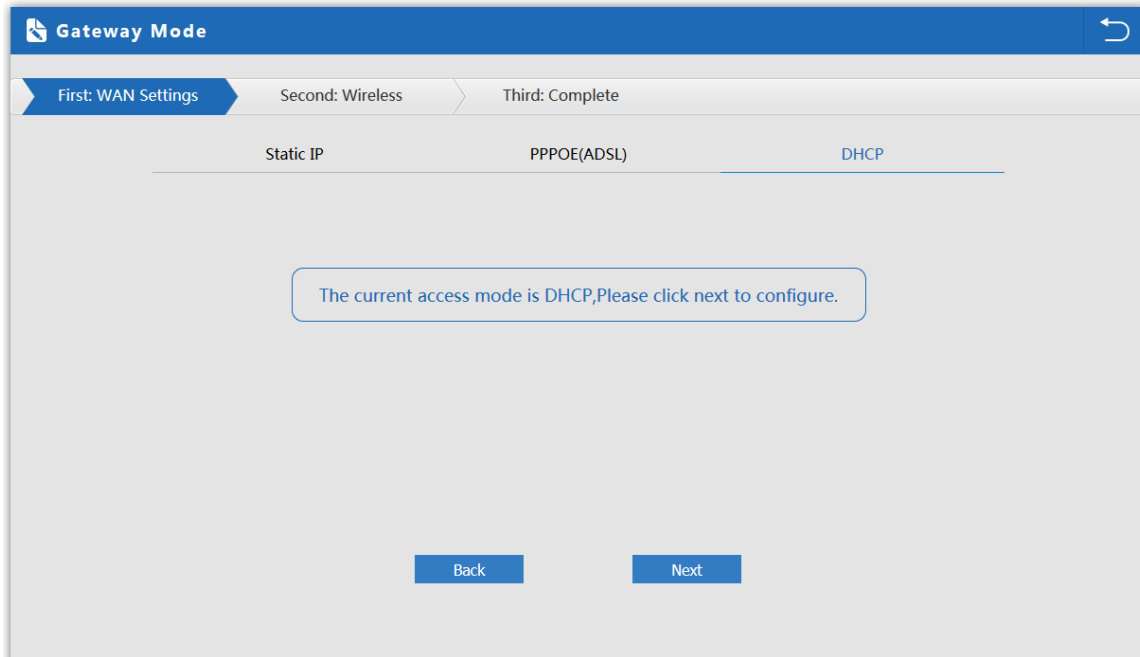 Gateway Mode
First: WAN Settings Second: Wireless Third: Complete
Static IP PPPOE(ADSL) DHCP
The current access mode is DHCP,Please click next to configure.
Back Next